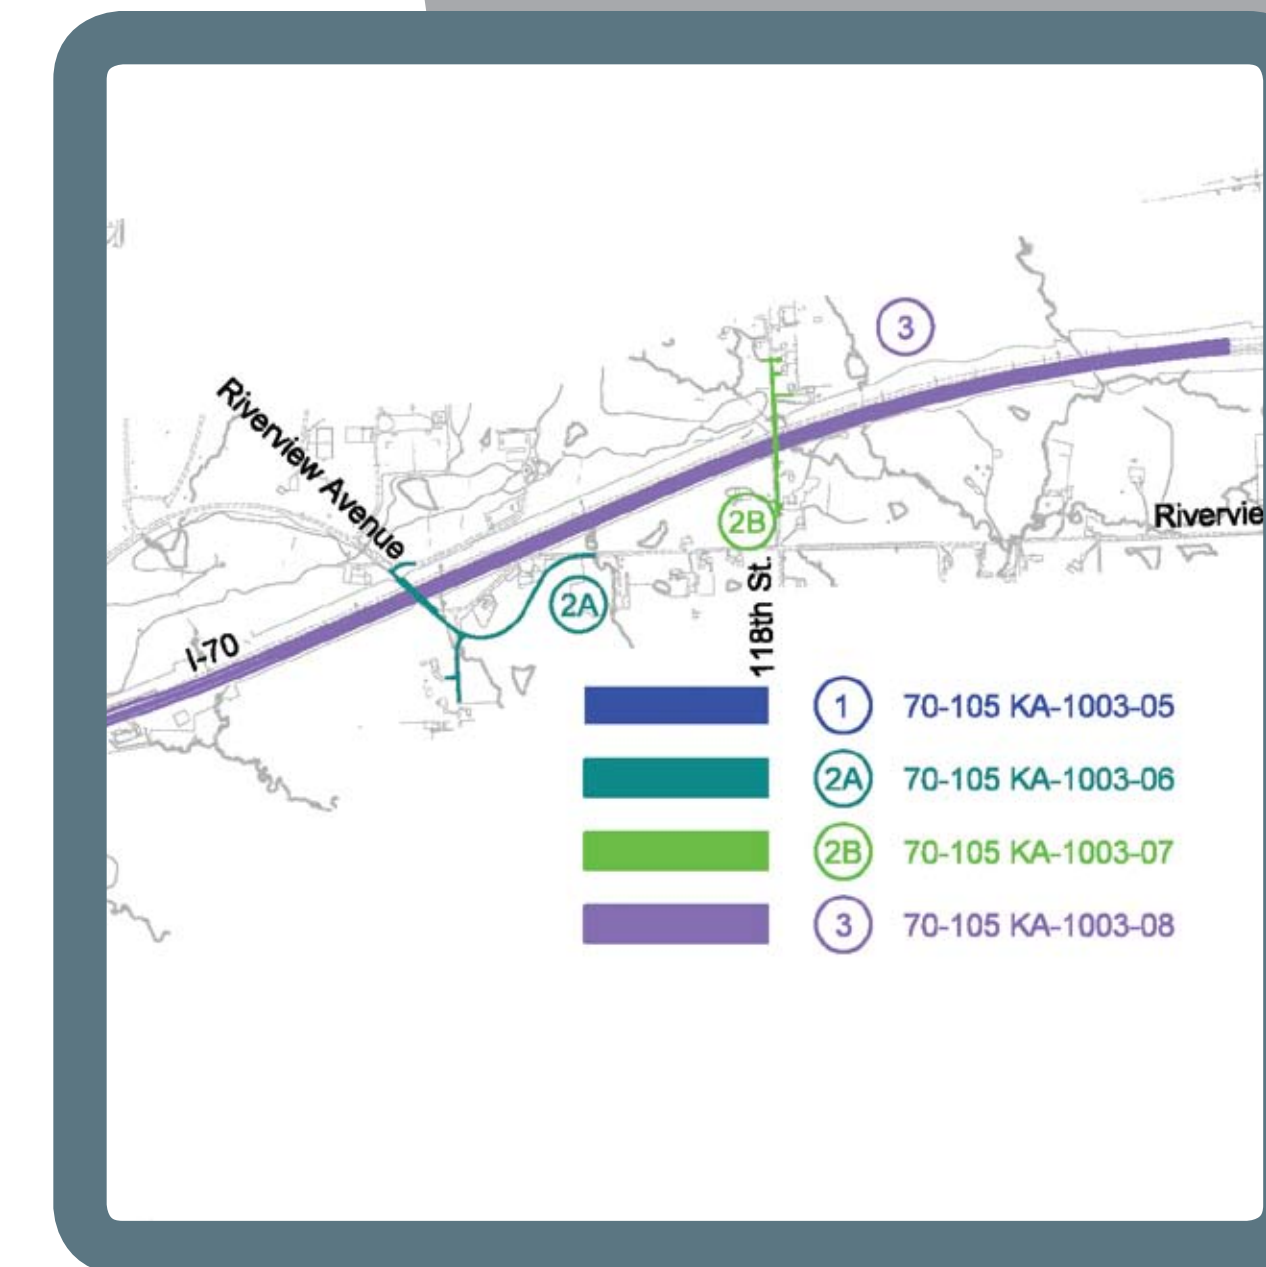 3
Riverview Avenue
2B
Rivervie
I-70
2A
118th St.
1 70-105 KA-1003-05
2A 70-105 KA-1003-06
2B 70-105 KA-1003-07
3 70-105 KA-1003-08